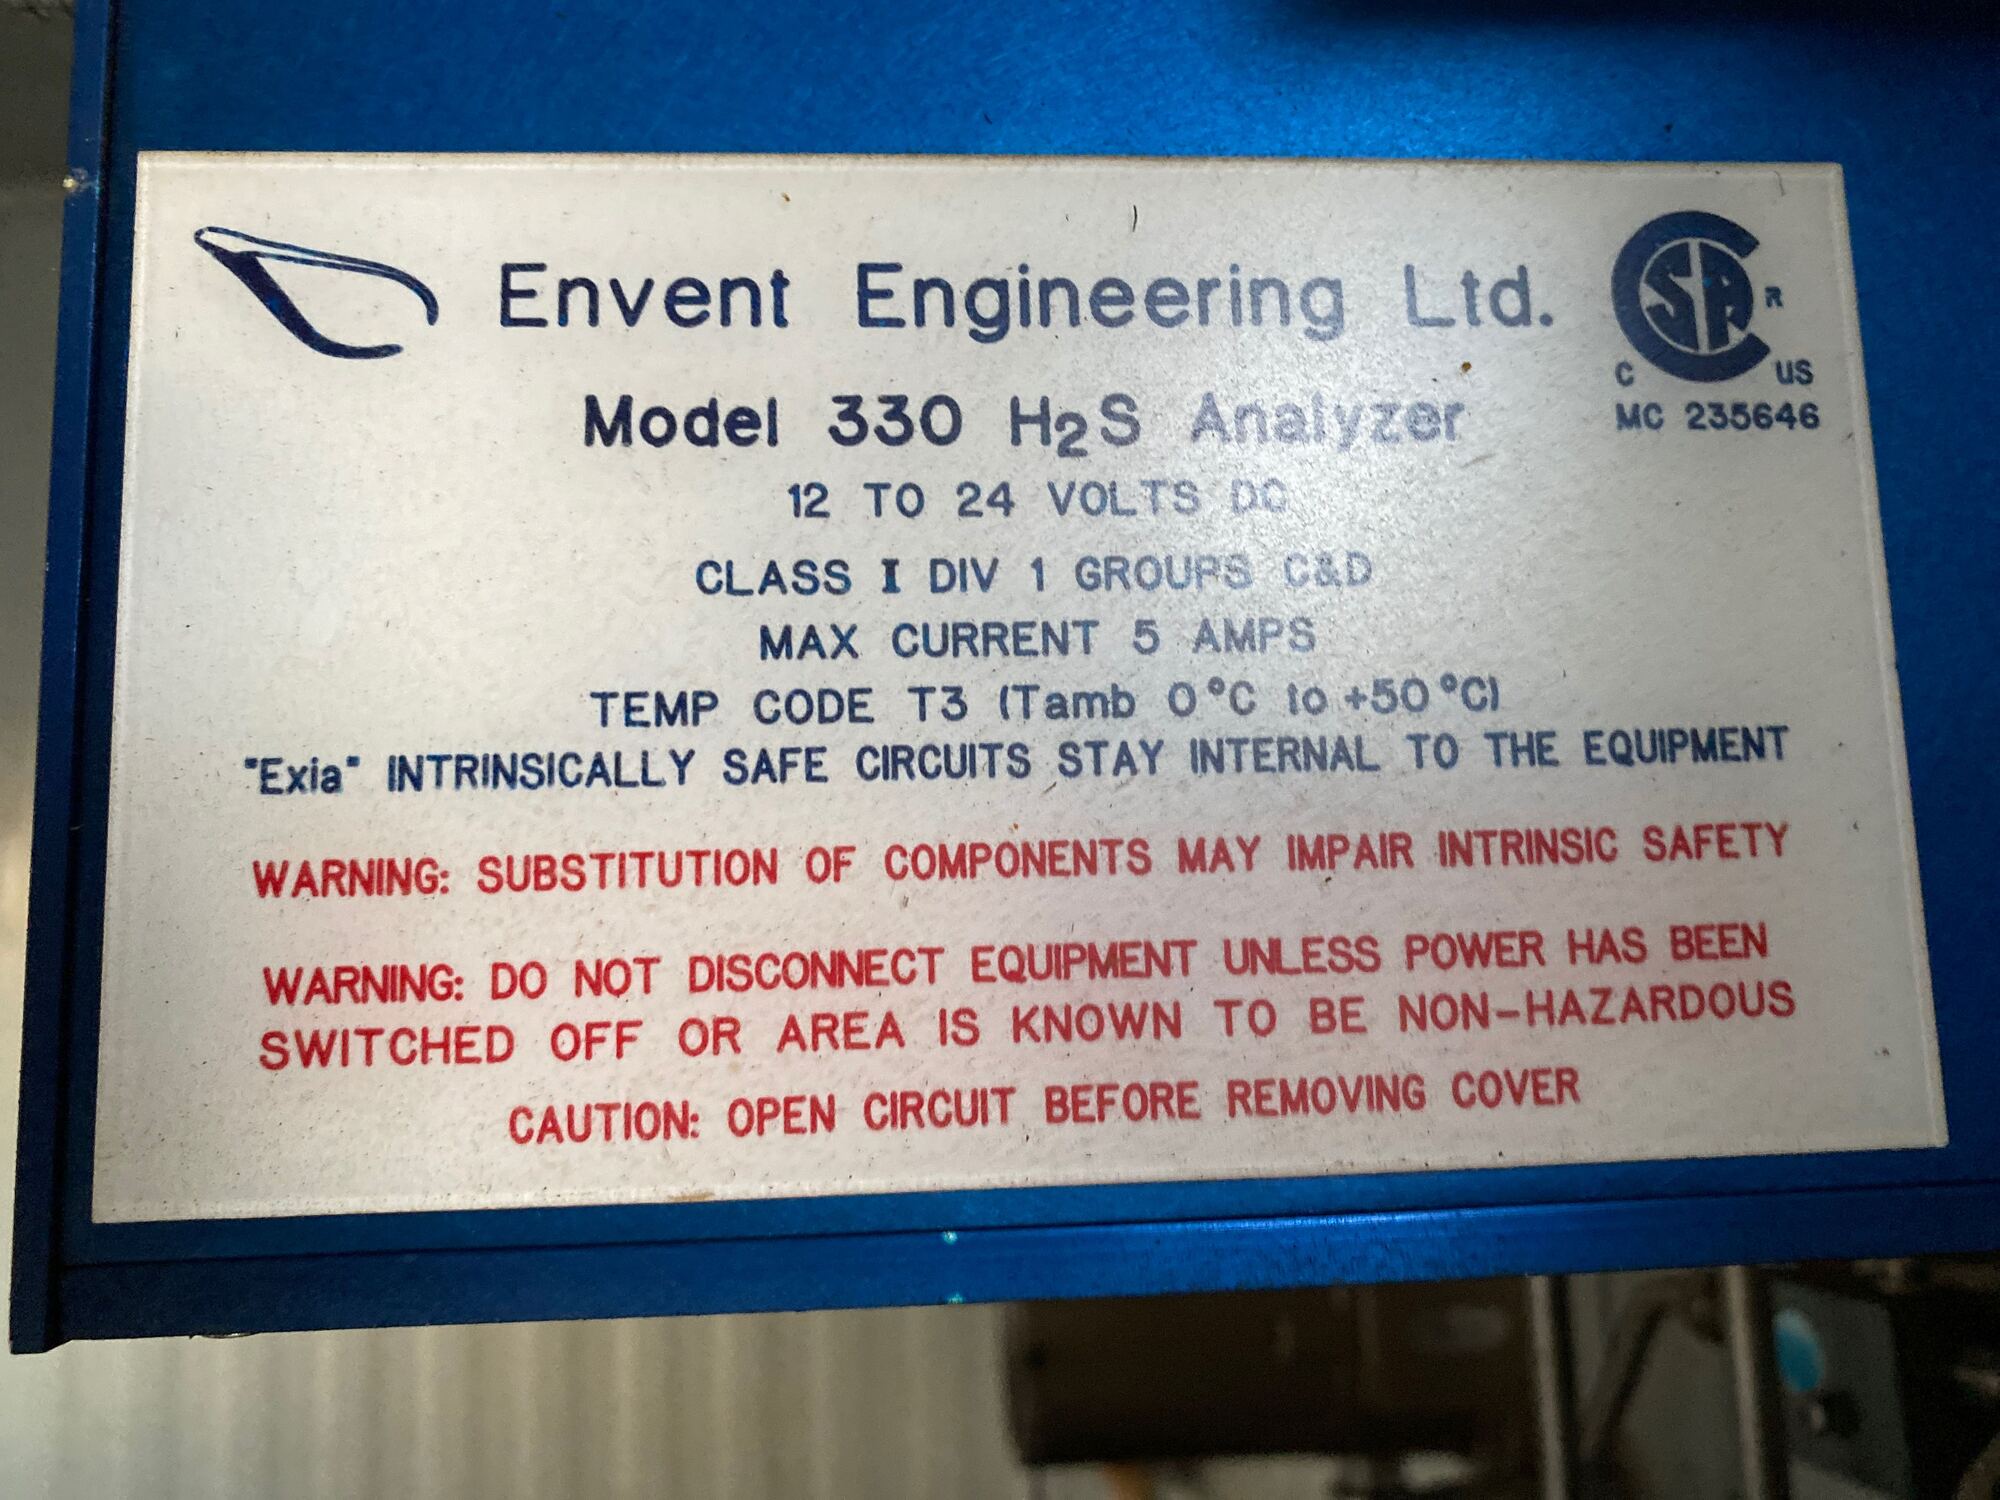 Envent Engineering Ltd.
CSA R
C US
MC 235646
Model 330 H2S Analyzer
12 TO 24 VOLTS DC
CLASS I DIV 1 GROUPS C&D
MAX CURRENT 5 AMPS
TEMP CODE T3 (Tamb 0°C to +50°C)
"Exia" INTRINSICALLY SAFE CIRCUITS STAY INTERNAL TO THE EQUIPMENT
WARNING: SUBSTITUTION OF COMPONENTS MAY IMPAIR INTRINSIC SAFETY
WARNING: DO NOT DISCONNECT EQUIPMENT UNLESS POWER HAS BEEN
SWITCHED OFF OR AREA IS KNOWN TO BE NON-HAZARDOUS
CAUTION: OPEN CIRCUIT BEFORE REMOVING COVER